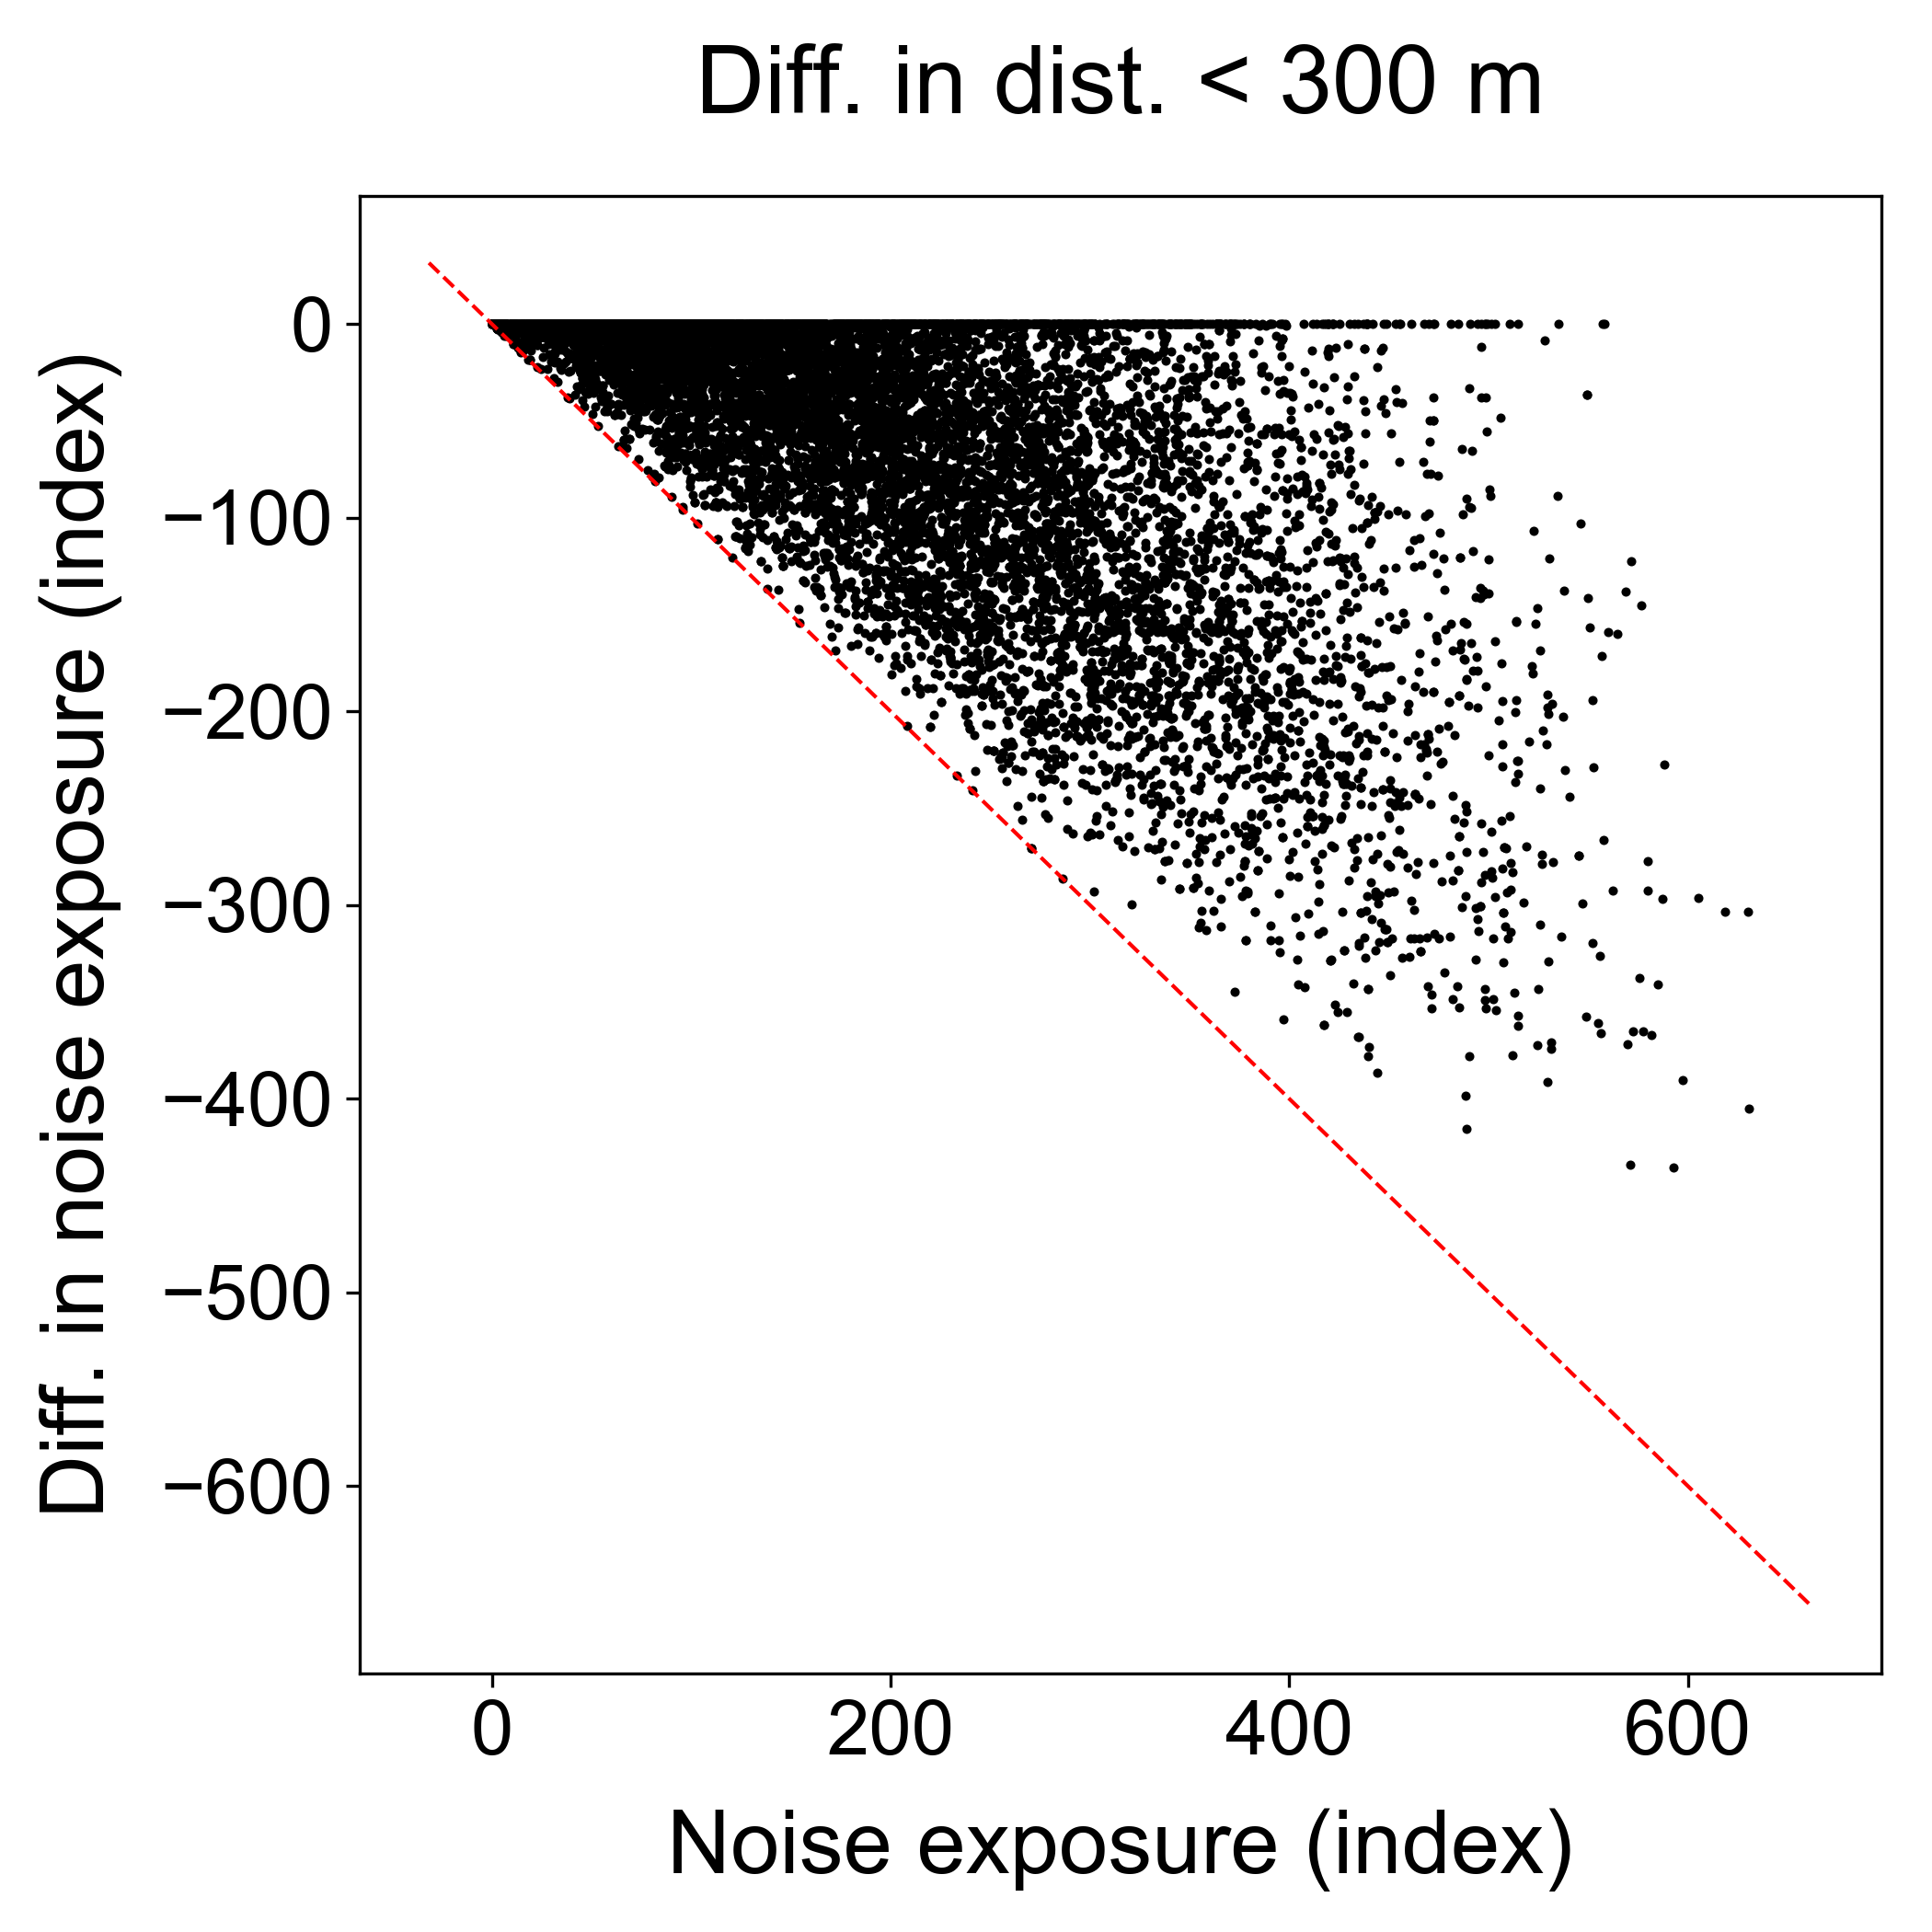 Diff. in dist. < 300 m
Diff. in noise exposure (index)
0
−100
−200
−300
−400
−500
−600
0 200 400 600
Noise exposure (index)